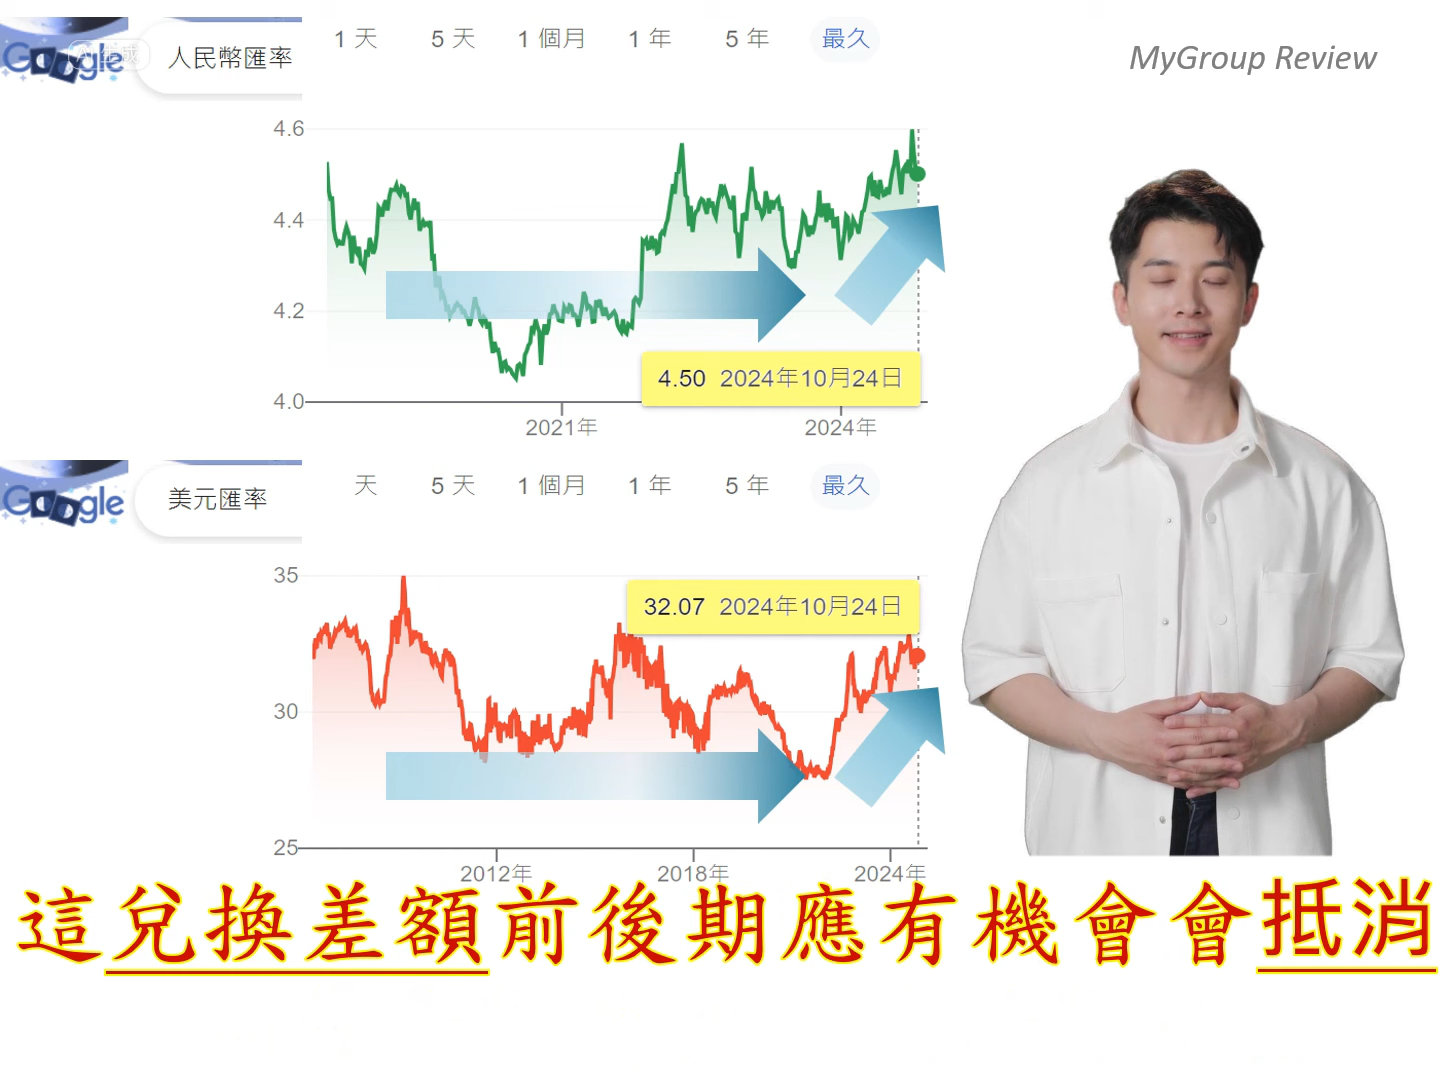 Google
AI 生成
人民幣匯率
1 天 5 天 1 個月 1 年 5 年 最久
MyGroup Review
4.6
4.4
4.2
4.0
4.50 2024年10月24日
2021年 2024年
Google
美元匯率
天 5 天 1 個月 1 年 5 年 最久
35
30
25
32.07 2024年10月24日
2012年 2018年 2024年
這兌換差額前後期應有機會會抵消